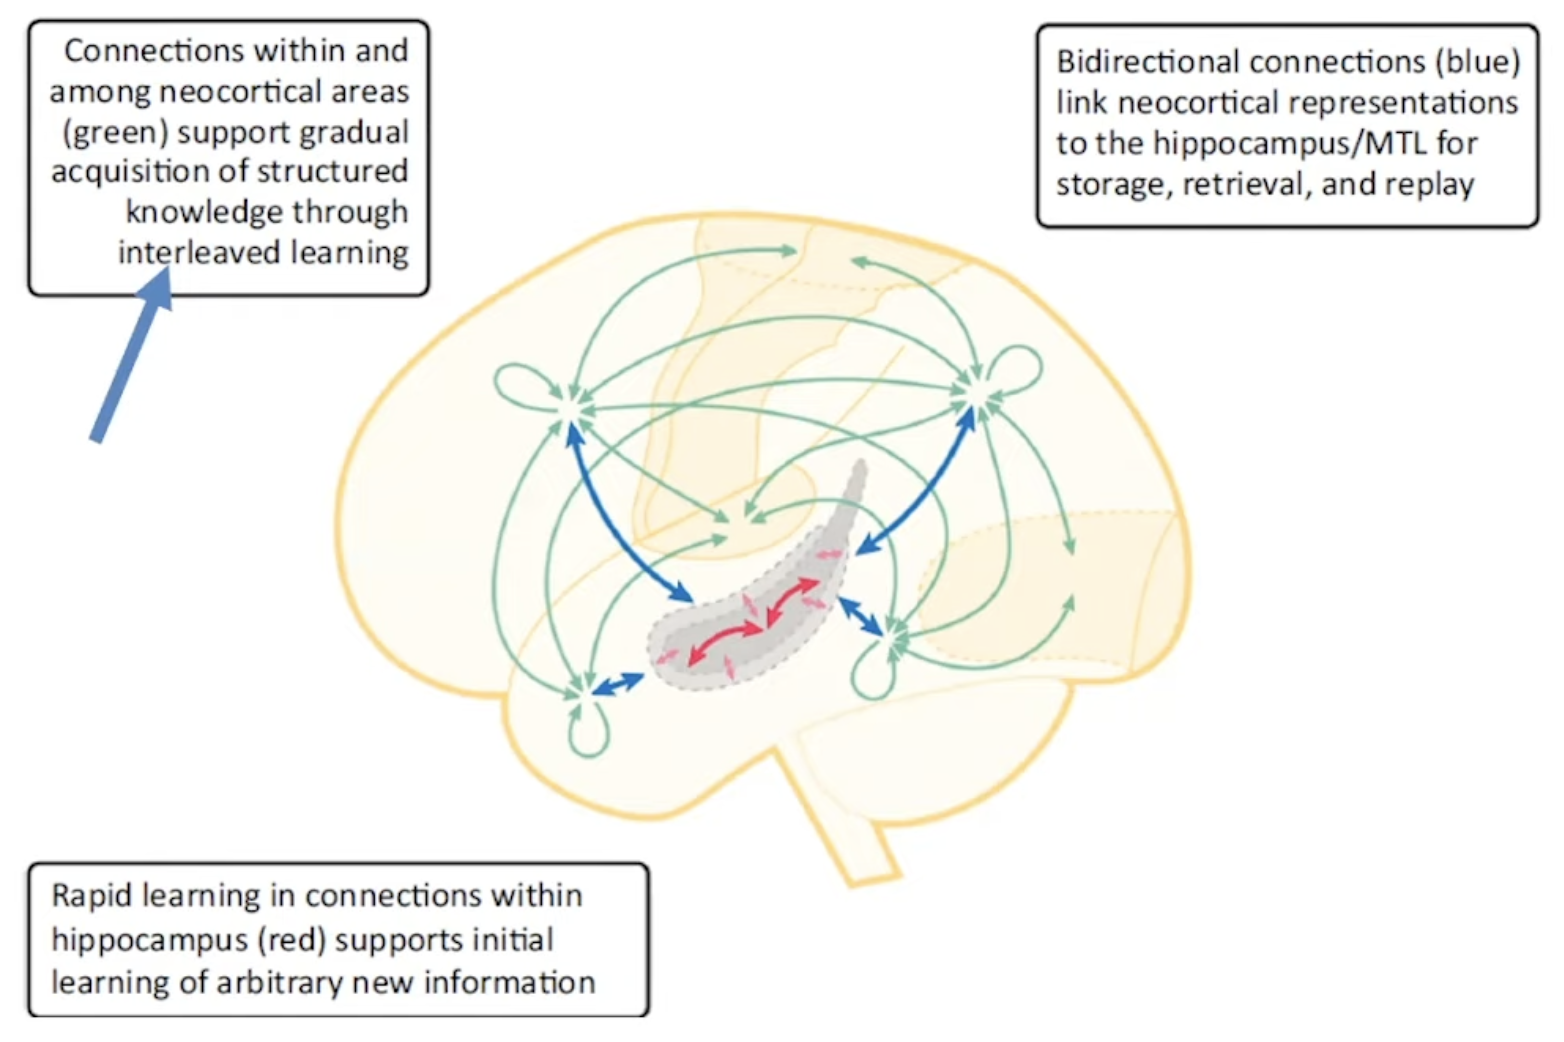 Connections within and
among neocortical areas
(green) support gradual
acquisition of structured
knowledge through
interleaved learning
Bidirectional connections (blue)
link neocortical representations
to the hippocampus/MTL for
storage, retrieval, and replay
Rapid learning in connections within
hippocampus (red) supports initial
learning of arbitrary new information